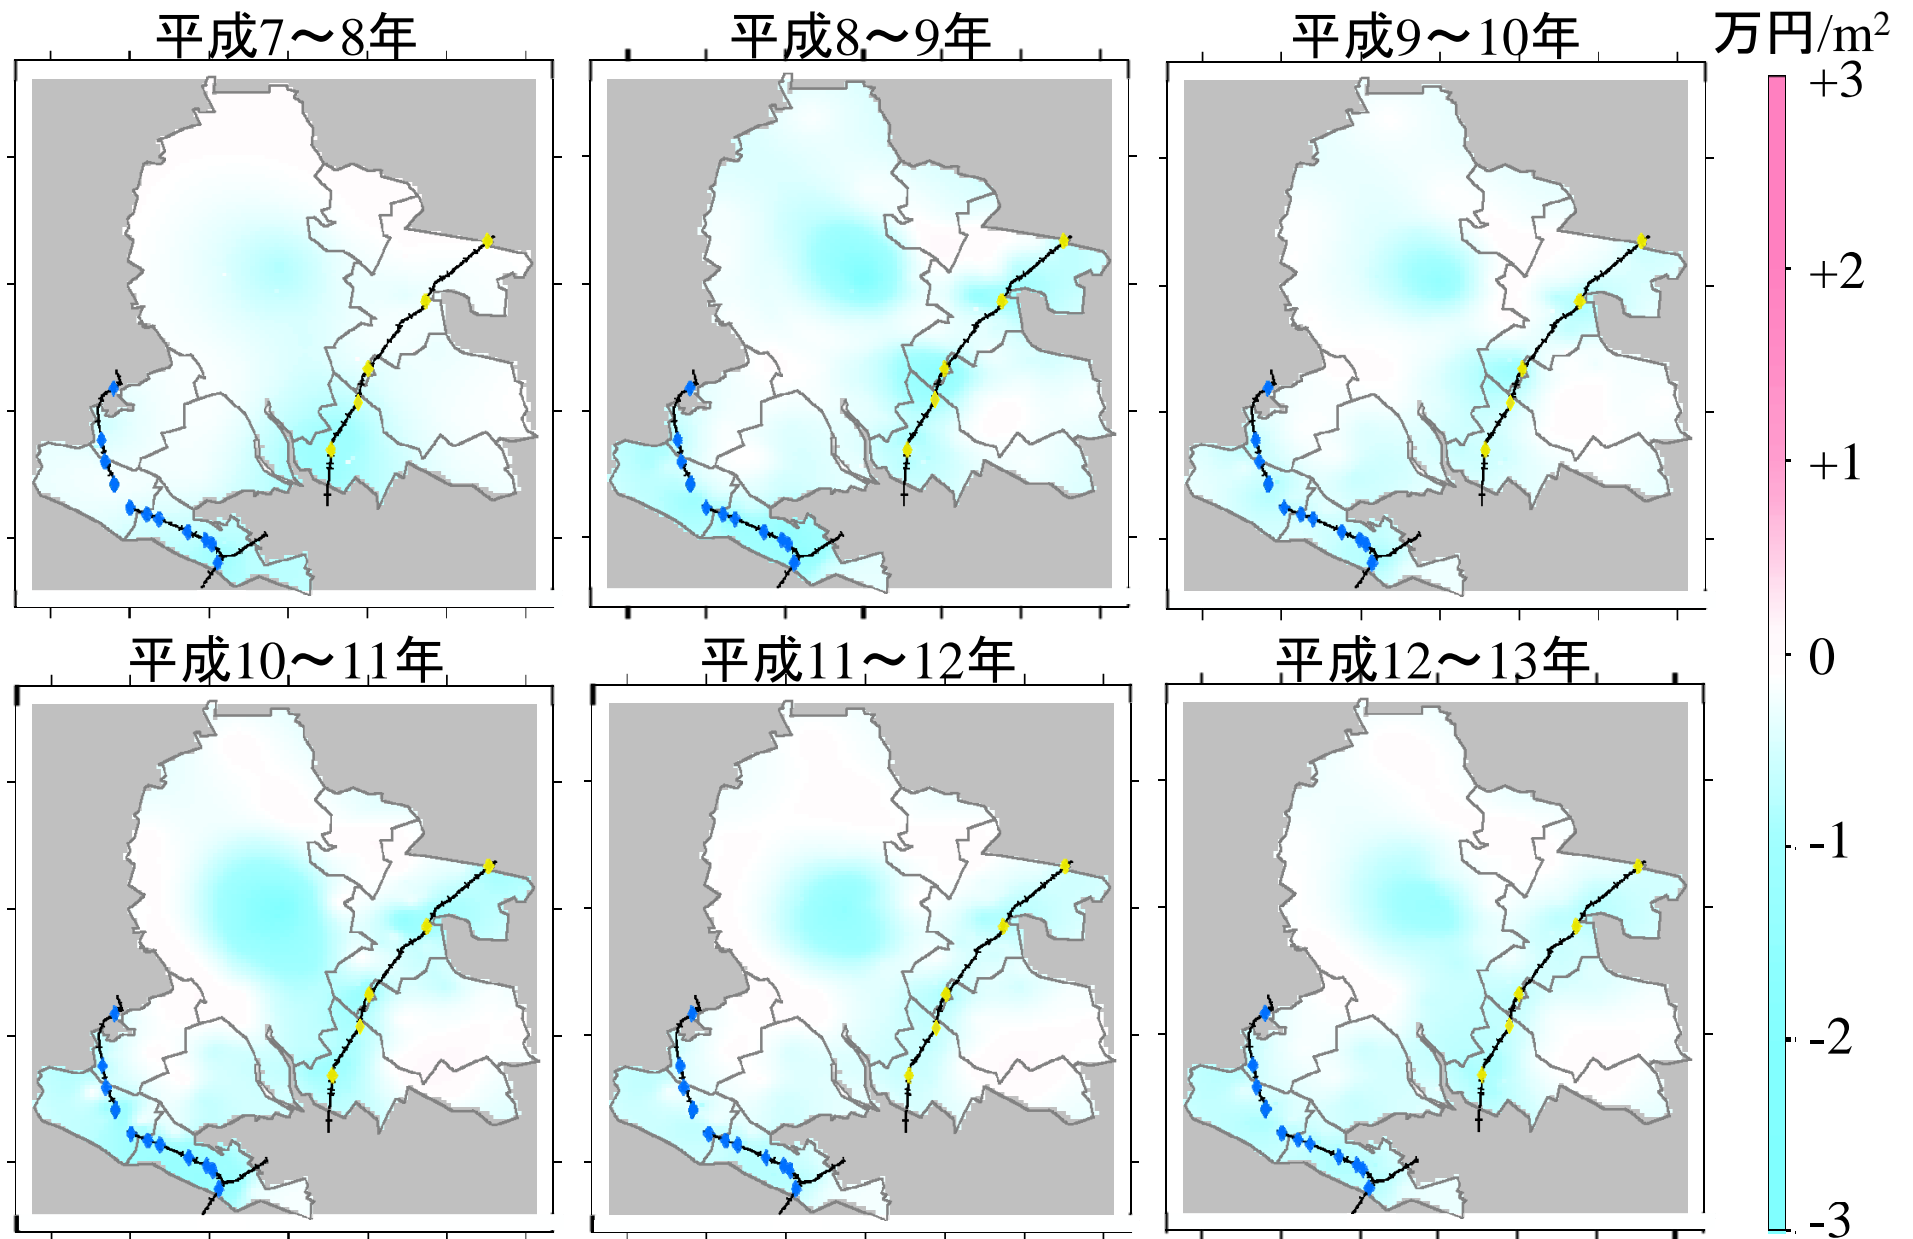 平成7～8年
平成8～9年
平成9～10年
万円/m²
+3
+2
+1
0
-1
-2
-3
平成10～11年
平成11～12年
平成12～13年